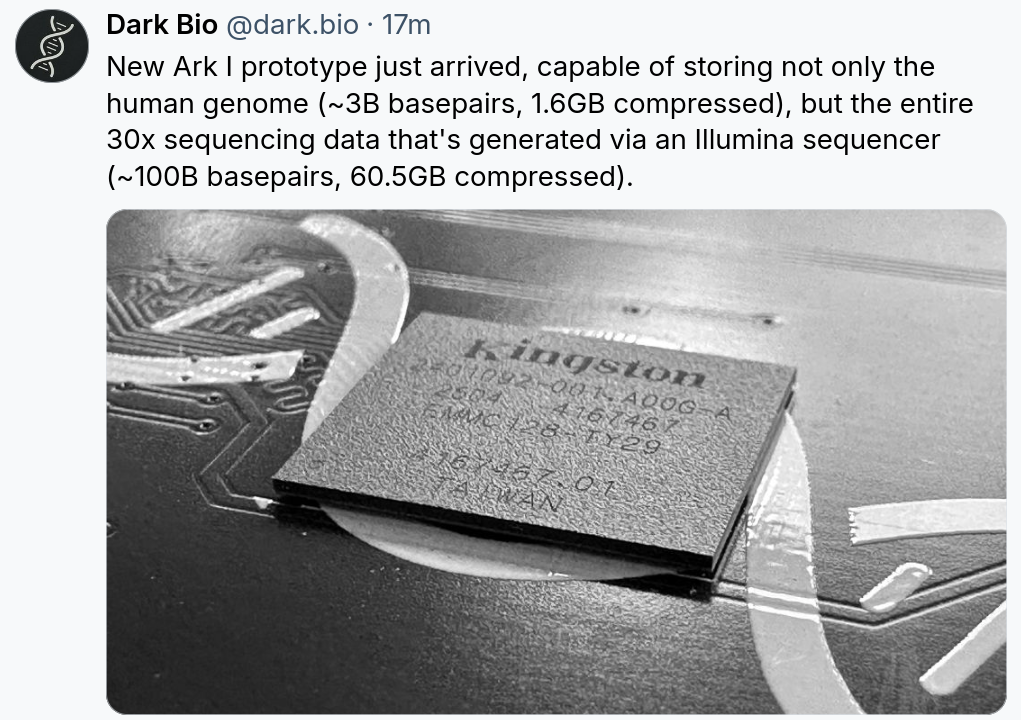 Dark Bio @dark.bio · 17m
New Ark I prototype just arrived, capable of storing not only the
human genome (~3B basepairs, 1.6GB compressed), but the entire
30x sequencing data that's generated via an Illumina sequencer
(~100B basepairs, 60.5GB compressed).
Kingston
2401092-001.A00G-A
2504 4167467
EMMC128-TY29
4167467.01
TAIWAN